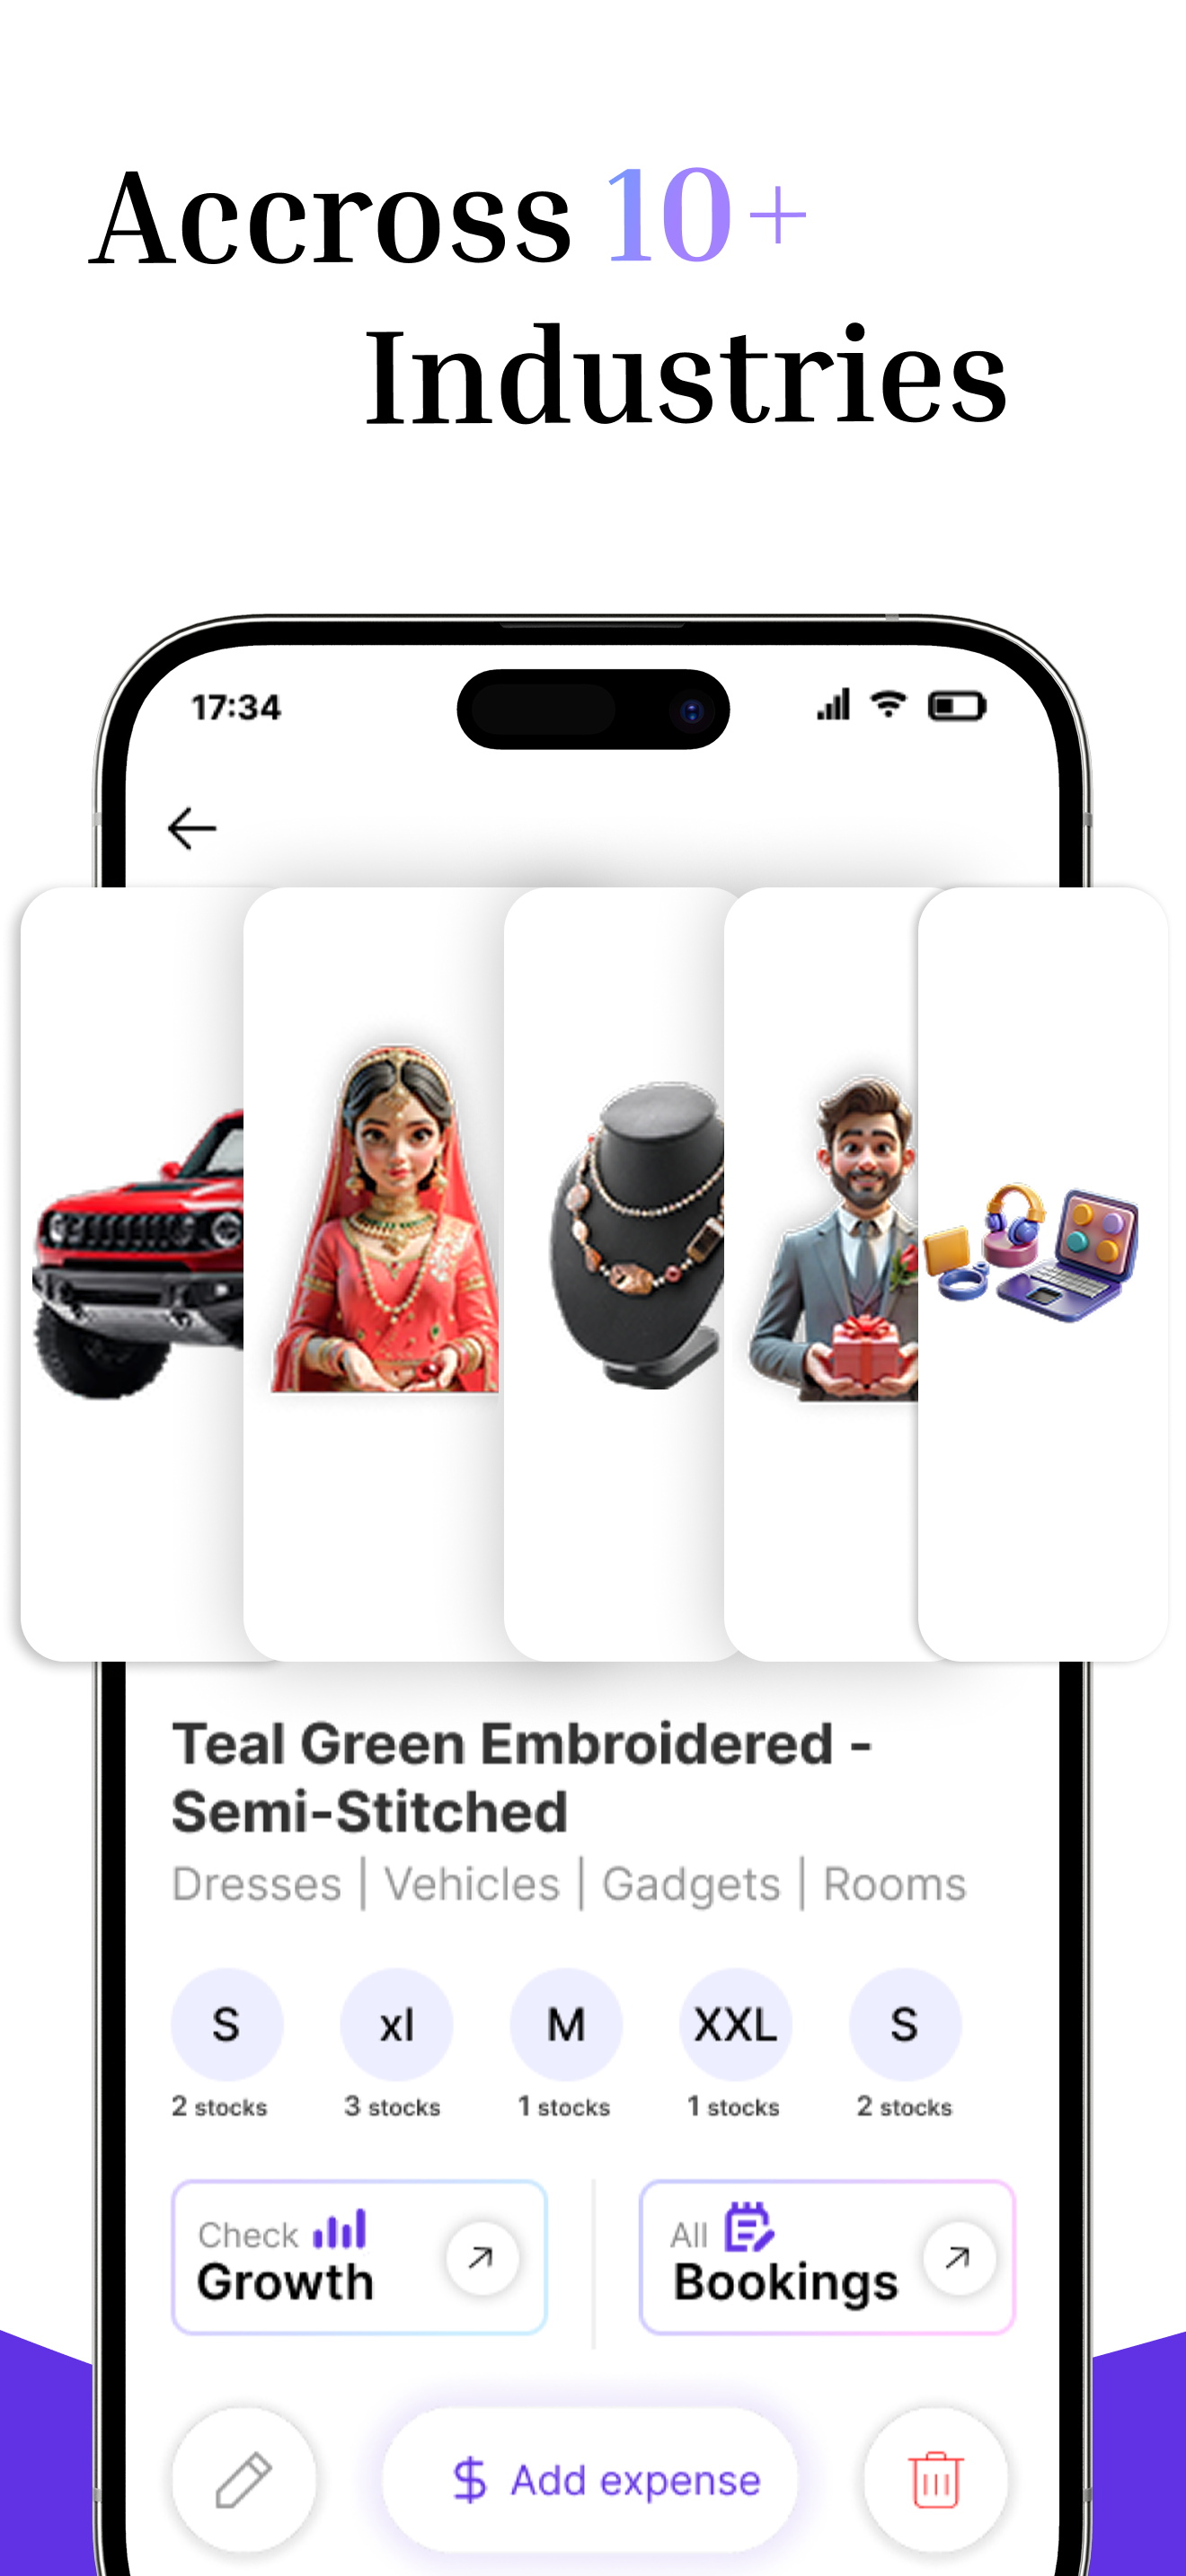 Accross 10+
Industries
17:34
Teal Green Embroidered -
Semi-Stitched
Dresses | Vehicles | Gadgets | Rooms
S xl M XXL S
2 stocks 3 stocks 1 stocks 1 stocks 2 stocks
Check All
Growth Bookings
$ Add expense